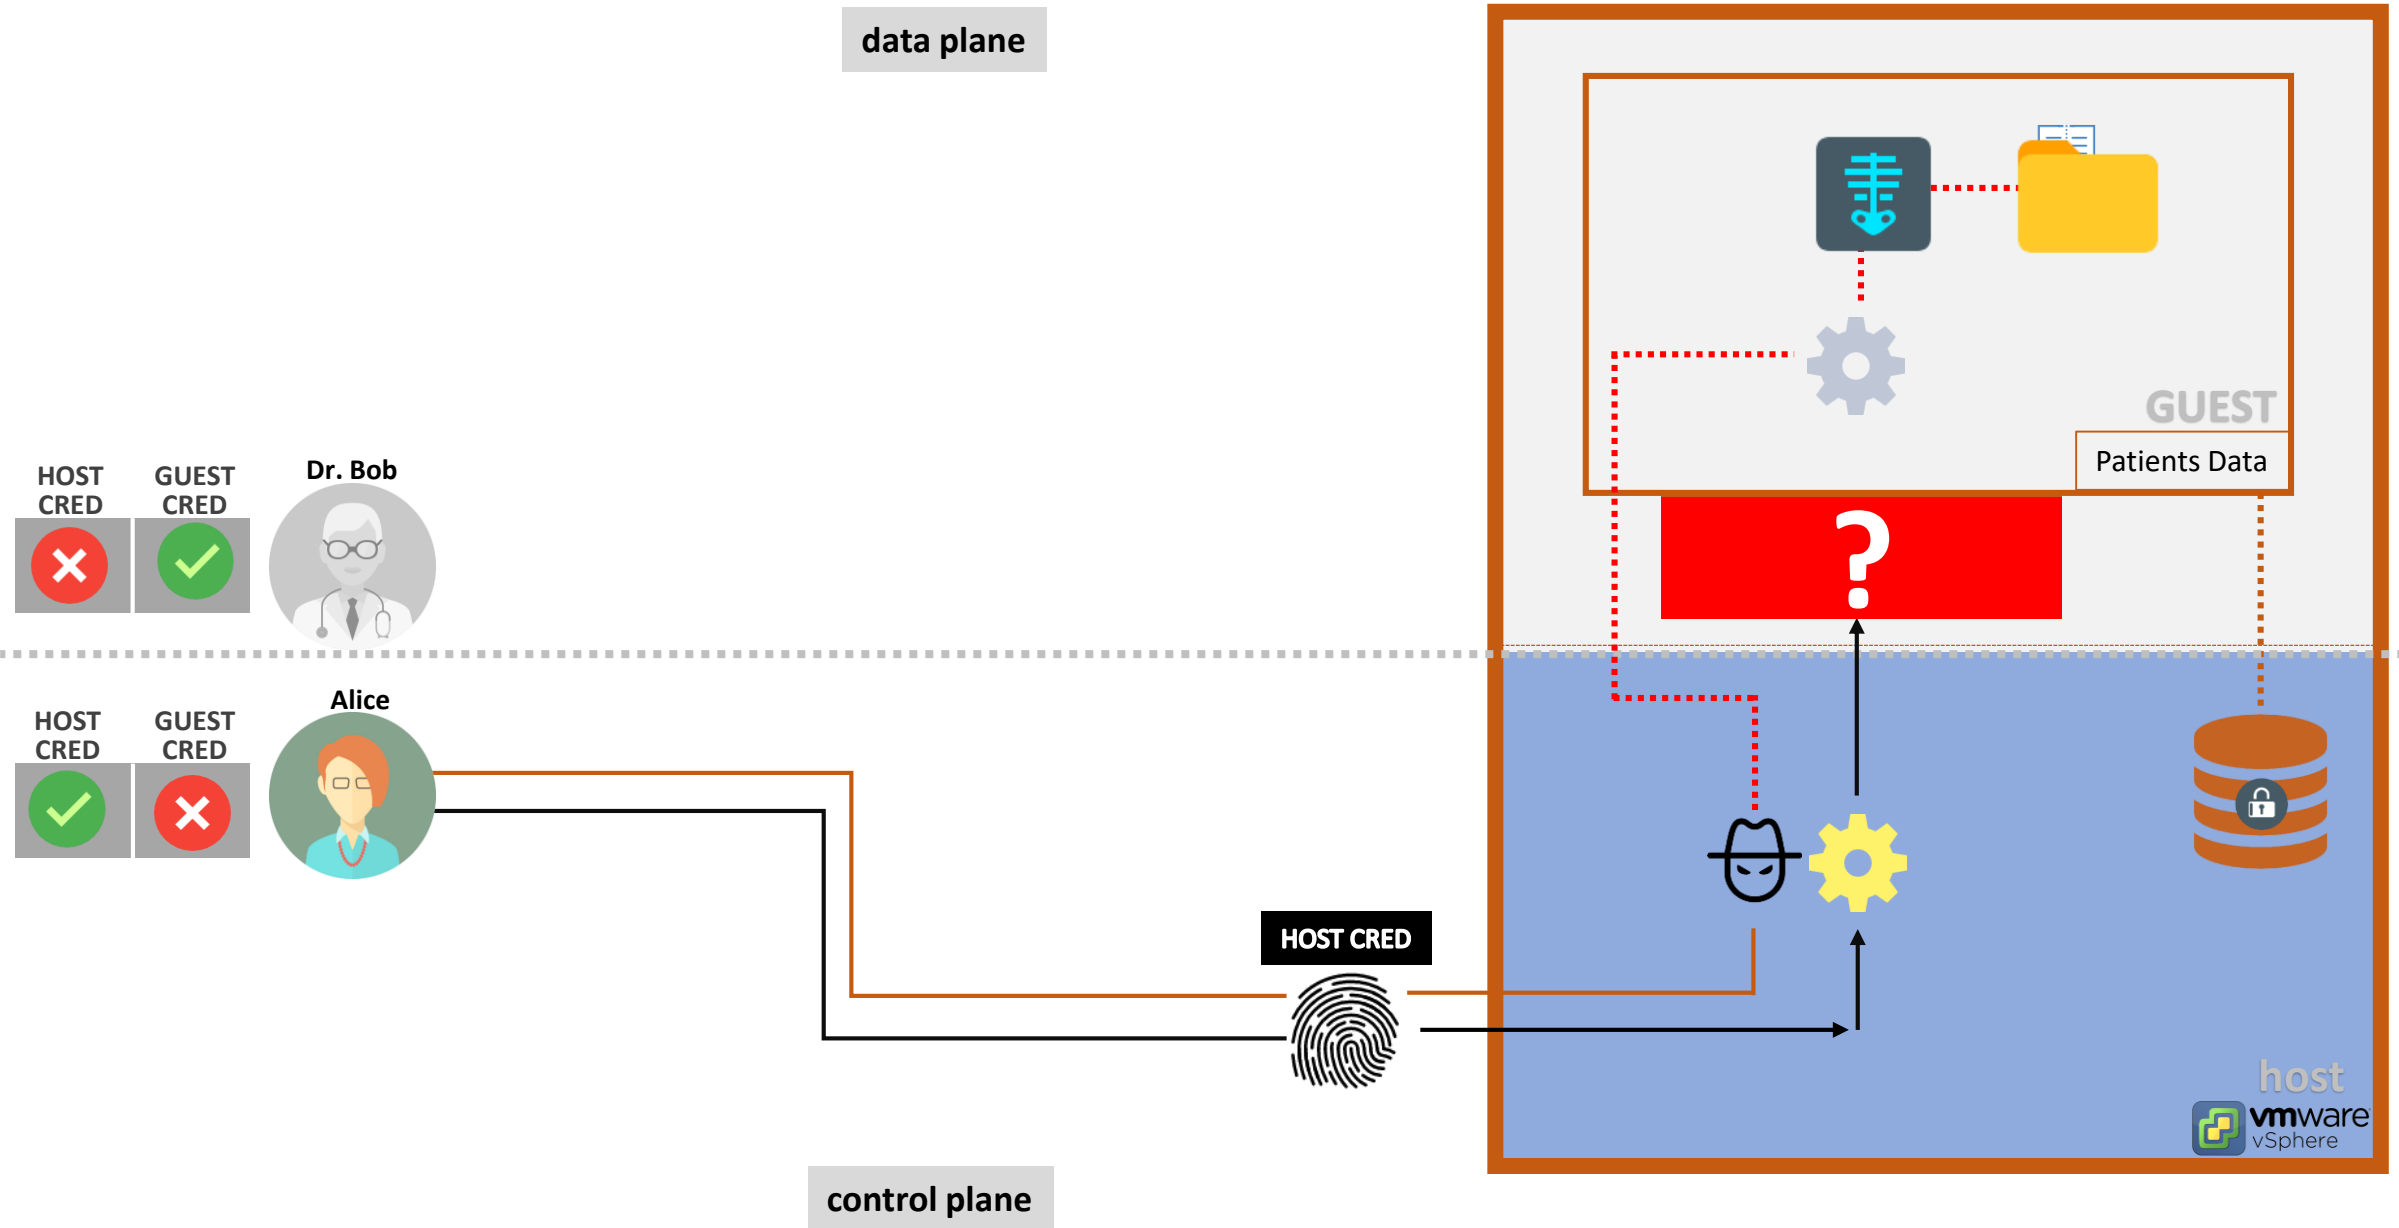 data plane
GUEST
Patients Data
HOST
CRED
GUEST
CRED
Dr. Bob
?
HOST
CRED
GUEST
CRED
Alice
HOST CRED
host
vmware
vSphere
control plane